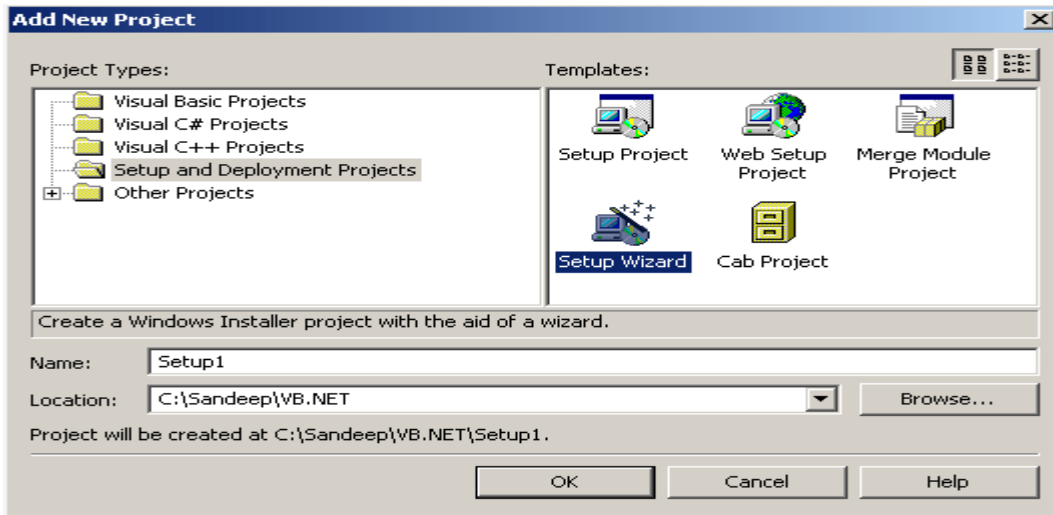 Add New Project
Project Types:
Templates:
Visual Basic Projects
Visual C# Projects
Visual C++ Projects
Setup and Deployment Projects
Other Projects
Setup Project
Web Setup
Project
Merge Module
Project
Setup Wizard
Cab Project
Create a Windows Installer project with the aid of a wizard.
Name:
Setup1
Location:
C:\Sandeep\VB.NET
Browse...
Project will be created at C:\Sandeep\VB.NET\Setup1.
OK
Cancel
Help